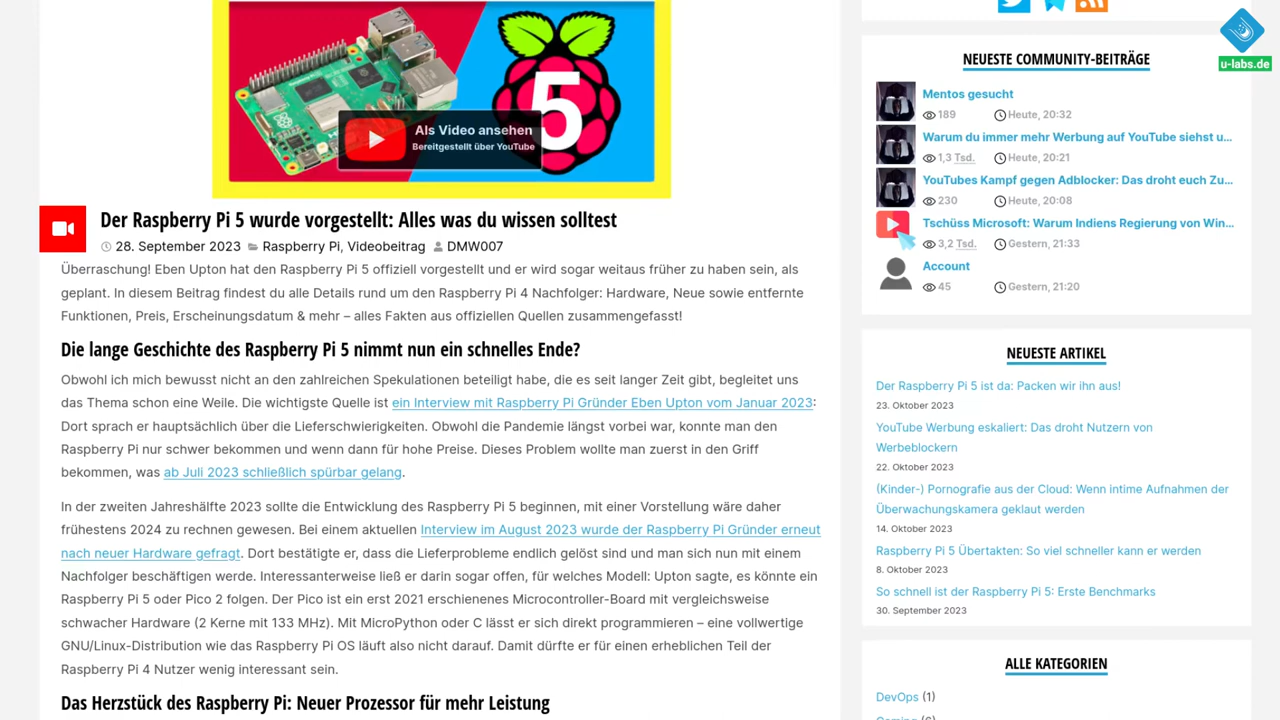 u-labs.de
5
Als Video ansehen
Bereitgestellt über YouTube
Der Raspberry Pi 5 wurde vorgestellt: Alles was du wissen solltest
28. September 2023 Raspberry Pi, Videobeitrag DMW007
Überraschung! Eben Upton hat den Raspberry Pi 5 offiziell vorgestellt und er wird sogar weitaus früher zu haben sein, als
geplant. In diesem Beitrag findest du alle Details rund um den Raspberry Pi 4 Nachfolger: Hardware, Neue sowie entfernte
Funktionen, Preis, Erscheinungsdatum & mehr – alles Fakten aus offiziellen Quellen zusammengefasst!
Die lange Geschichte des Raspberry Pi 5 nimmt nun ein schnelles Ende?
Obwohl ich mich bewusst nicht an den zahlreichen Spekulationen beteiligt habe, die es seit langer Zeit gibt, begleitet uns
das Thema schon eine Weile. Die wichtigste Quelle ist ein Interview mit Raspberry Pi Gründer Eben Upton vom Januar 2023:
Dort sprach er hauptsächlich über die Lieferschwierigkeiten. Obwohl die Pandemie längst vorbei war, konnte man den
Raspberry Pi nur schwer bekommen und wenn dann für hohe Preise. Dieses Problem wollte man zuerst in den Griff
bekommen, was ab Juli 2023 schließlich spürbar gelang.
In der zweiten Jahreshälfte 2023 sollte die Entwicklung des Raspberry Pi 5 beginnen, mit einer Vorstellung wäre daher
frühestens 2024 zu rechnen gewesen. Bei einem aktuellen Interview im August 2023 wurde der Raspberry Pi Gründer erneut
nach neuer Hardware gefragt. Dort bestätigte er, dass die Lieferprobleme endlich gelöst sind und man sich nun mit einem
Nachfolger beschäftigen werde. Interessanterweise ließ er darin sogar offen, für welches Modell: Upton sagte, es könnte ein
Raspberry Pi 5 oder Pico 2 folgen. Der Pico ist ein erst 2021 erschienenes Microcontroller-Board mit vergleichsweise
schwacher Hardware (2 Kerne mit 133 MHz). Mit MicroPython oder C lässt er sich direkt programmieren – eine vollwertige
GNU/Linux-Distribution wie das Raspberry Pi OS läuft also nicht darauf. Damit dürfte er für einen erheblichen Teil der
Raspberry Pi 4 Nutzer wenig interessant sein.
Das Herzstück des Raspberry Pi: Neuer Prozessor für mehr Leistung
NEUESTE COMMUNITY-BEITRÄGE
Mentos gesucht
189 Heute, 20:32
Warum du immer mehr Werbung auf YouTube siehst u...
1,3 Tsd. Heute, 20:21
YouTubes Kampf gegen Adblocker: Das droht euch Zu...
230 Heute, 20:08
Tschüss Microsoft: Warum Indiens Regierung von Win...
3,2 Tsd. Gestern, 21:33
Account
45 Gestern, 21:20
NEUESTE ARTIKEL
Der Raspberry Pi 5 ist da: Packen wir ihn aus!
23. Oktober 2023
YouTube Werbung eskaliert: Das droht Nutzern von
Werbeblockern
22. Oktober 2023
(Kinder-) Pornografie aus der Cloud: Wenn intime Aufnahmen der
Überwachungskamera geklaut werden
14. Oktober 2023
Raspberry Pi 5 Übertakten: So viel schneller kann er werden
8. Oktober 2023
So schnell ist der Raspberry Pi 5: Erste Benchmarks
30. September 2023
ALLE KATEGORIEN
DevOps (1)